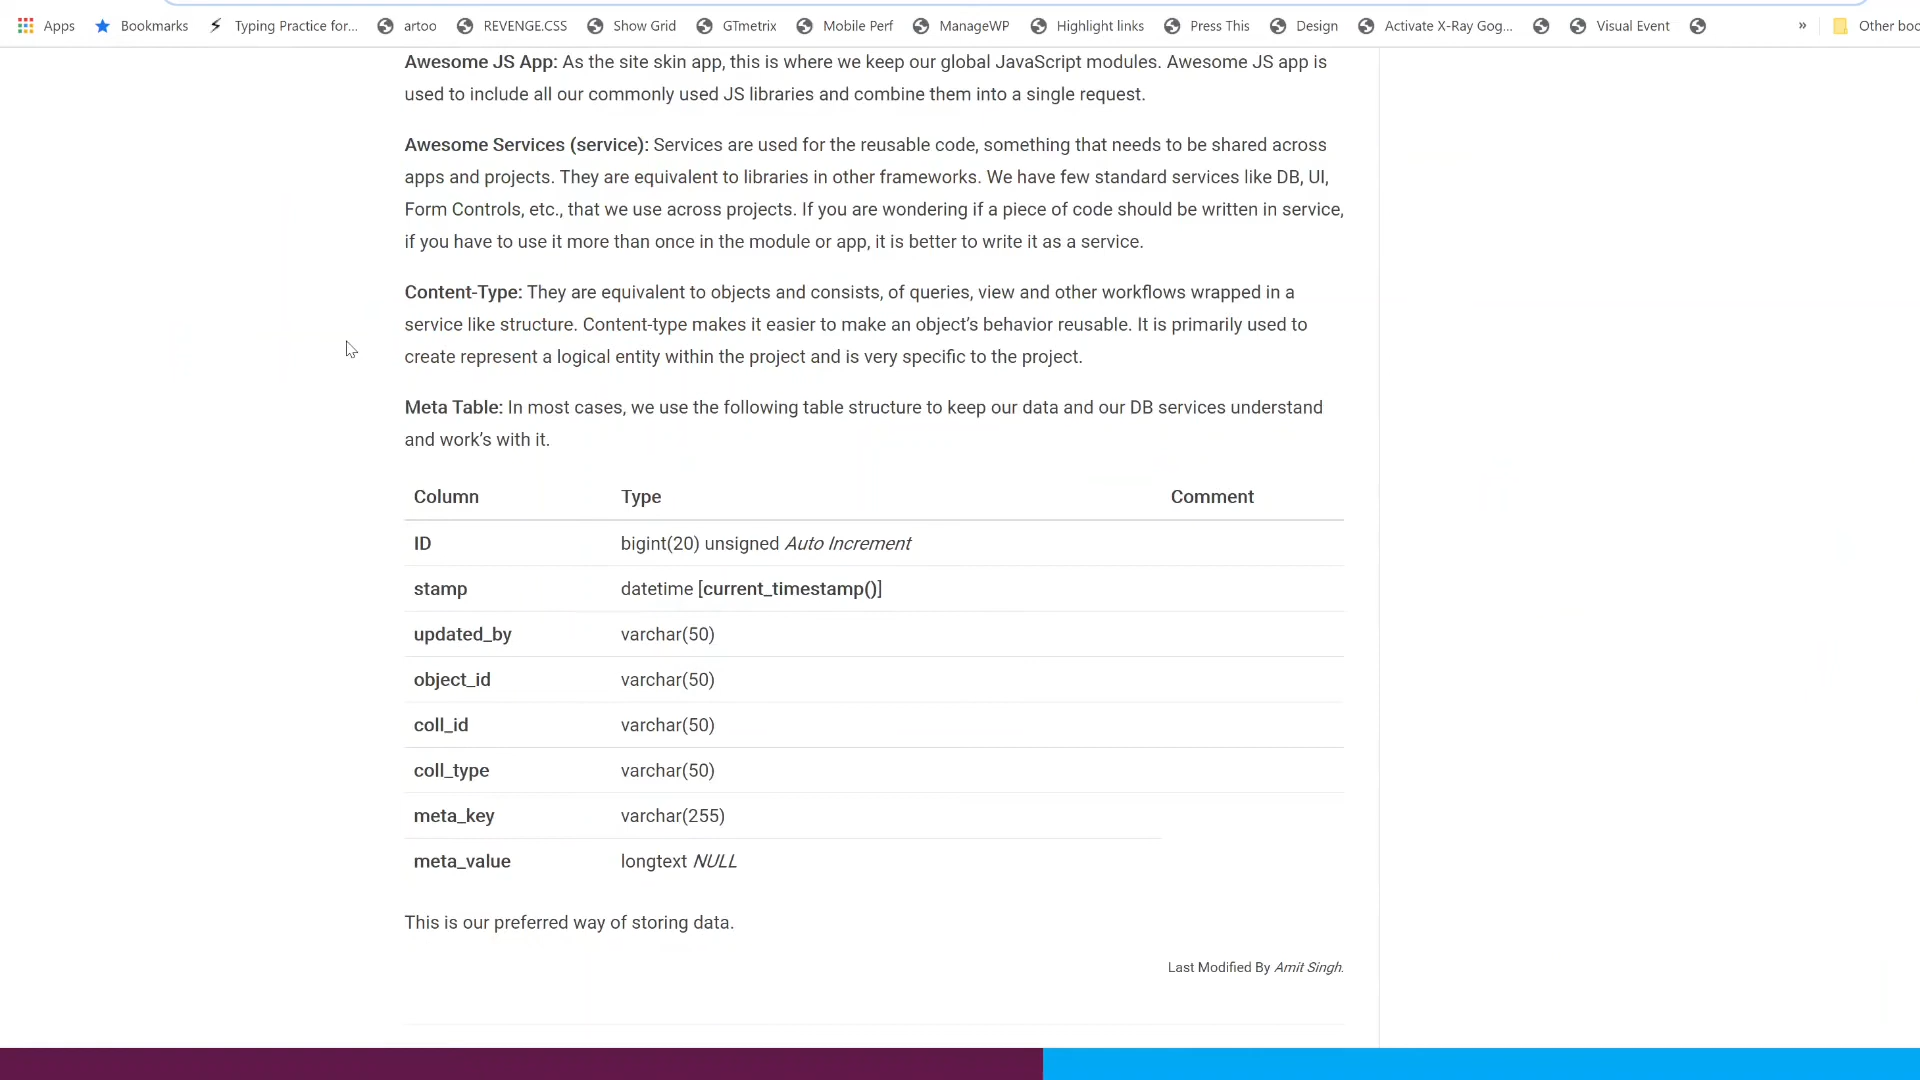 Apps Bookmarks Typing Practice for... artoo REVENGE.CSS Show Grid GTmetrix Mobile Perf ManageWP Highlight links Press This Design Activate X-Ray Gog... Visual Event » Other boo
Awesome JS App: As the site skin app, this is where we keep our global JavaScript modules. Awesome JS app is
used to include all our commonly used JS libraries and combine them into a single request.
Awesome Services (service): Services are used for the reusable code, something that needs to be shared across
apps and projects. They are equivalent to libraries in other frameworks. We have few standard services like DB, UI,
Form Controls, etc., that we use across projects. If you are wondering if a piece of code should be written in service,
if you have to use it more than once in the module or app, it is better to write it as a service.
Content-Type: They are equivalent to objects and consists, of queries, view and other workflows wrapped in a
service like structure. Content-type makes it easier to make an object’s behavior reusable. It is primarily used to
create represent a logical entity within the project and is very specific to the project.
Meta Table: In most cases, we use the following table structure to keep our data and our DB services understand
and work’s with it.
Column Type Comment
ID bigint(20) unsigned Auto Increment
stamp datetime [current_timestamp()]
updated_by varchar(50)
object_id varchar(50)
coll_id varchar(50)
coll_type varchar(50)
meta_key varchar(255)
meta_value longtext NULL
This is our preferred way of storing data.
Last Modified By Amit Singh.